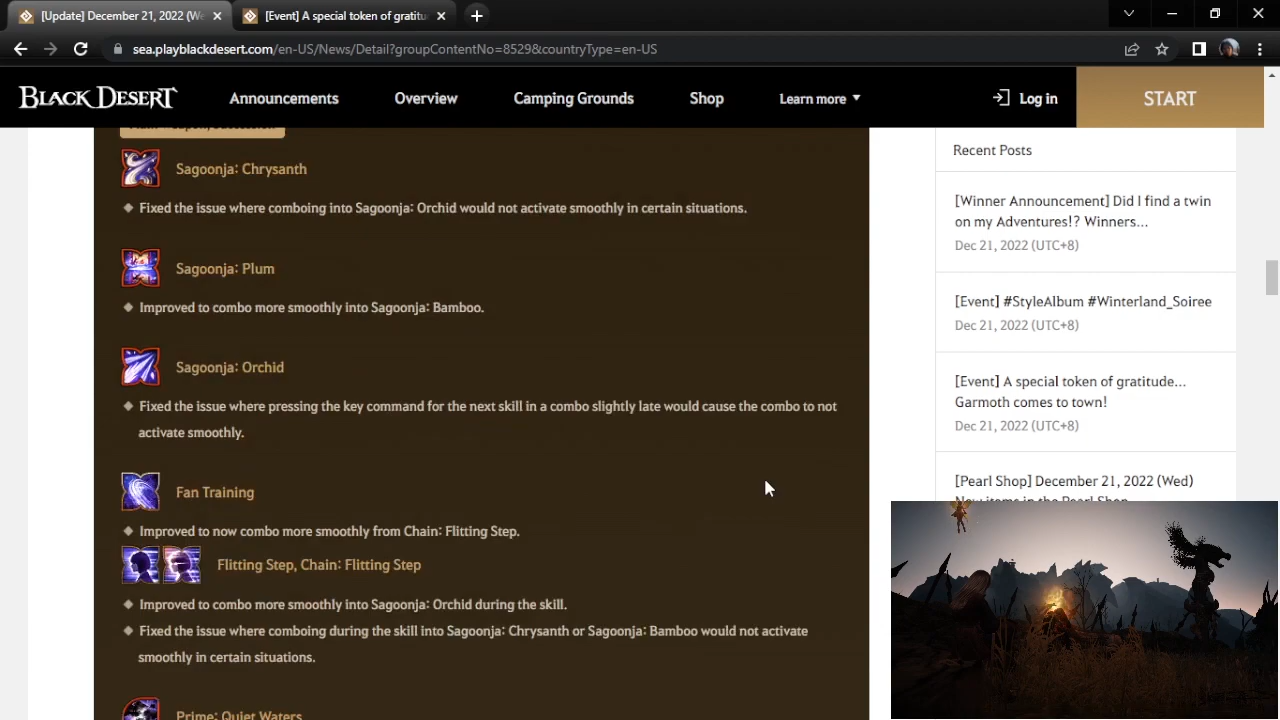 [Update] December 21, 2022 (We
[Event] A special token of gratitu
sea.playblackdesert.com/en-US/News/Detail?groupContentNo=8529&countryType=en-US
BLACK DESERT
Announcements
Overview
Camping Grounds
Shop
Learn more
Log in
START
Sagoonja: Chrysanth
Fixed the issue where comboing into Sagoonja: Orchid would not activate smoothly in certain situations.
Sagoonja: Plum
Improved to combo more smoothly into Sagoonja: Bamboo.
Sagoonja: Orchid
Fixed the issue where pressing the key command for the next skill in a combo slightly late would cause the combo to not
activate smoothly.
Fan Training
Improved to now combo more smoothly from Chain: Flitting Step.
Flitting Step, Chain: Flitting Step
Improved to combo more smoothly into Sagoonja: Orchid during the skill.
Fixed the issue where comboing during the skill into Sagoonja: Chrysanth or Sagoonja: Bamboo would not activate
smoothly in certain situations.
Prime: Quiet Waters
Recent Posts
[Winner Announcement] Did I find a twin
on my Adventures!? Winners...
Dec 21, 2022 (UTC+8)
[Event] #StyleAlbum #Winterland_Soiree
Dec 21, 2022 (UTC+8)
[Event] A special token of gratitude...
Garmoth comes to town!
Dec 21, 2022 (UTC+8)
[Pearl Shop] December 21, 2022 (Wed)
New items in the Pearl Shop